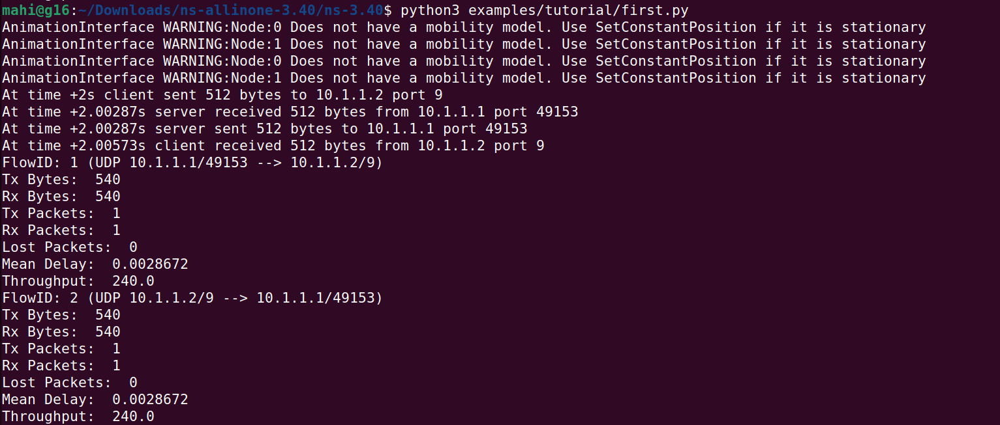 mahi@g16:~/Downloads/ns-allinone-3.40/ns-3.40$ python3 examples/tutorial/first.py
AnimationInterface WARNING:Node:0 Does not have a mobility model. Use SetConstantPosition if it is stationary
AnimationInterface WARNING:Node:1 Does not have a mobility model. Use SetConstantPosition if it is stationary
AnimationInterface WARNING:Node:0 Does not have a mobility model. Use SetConstantPosition if it is stationary
AnimationInterface WARNING:Node:1 Does not have a mobility model. Use SetConstantPosition if it is stationary
At time +2s client sent 512 bytes to 10.1.1.2 port 9
At time +2.00287s server received 512 bytes from 10.1.1.1 port 49153
At time +2.00287s server sent 512 bytes to 10.1.1.1 port 49153
At time +2.00573s client received 512 bytes from 10.1.1.2 port 9
FlowID: 1 (UDP 10.1.1.1/49153 --> 10.1.1.2/9)
Tx Bytes:  540
Rx Bytes:  540
Tx Packets:  1
Rx Packets:  1
Lost Packets:  0
Mean Delay:  0.0028672
Throughput:  240.0
FlowID: 2 (UDP 10.1.1.2/9 --> 10.1.1.1/49153)
Tx Bytes:  540
Rx Bytes:  540
Tx Packets:  1
Rx Packets:  1
Lost Packets:  0
Mean Delay:  0.0028672
Throughput:  240.0